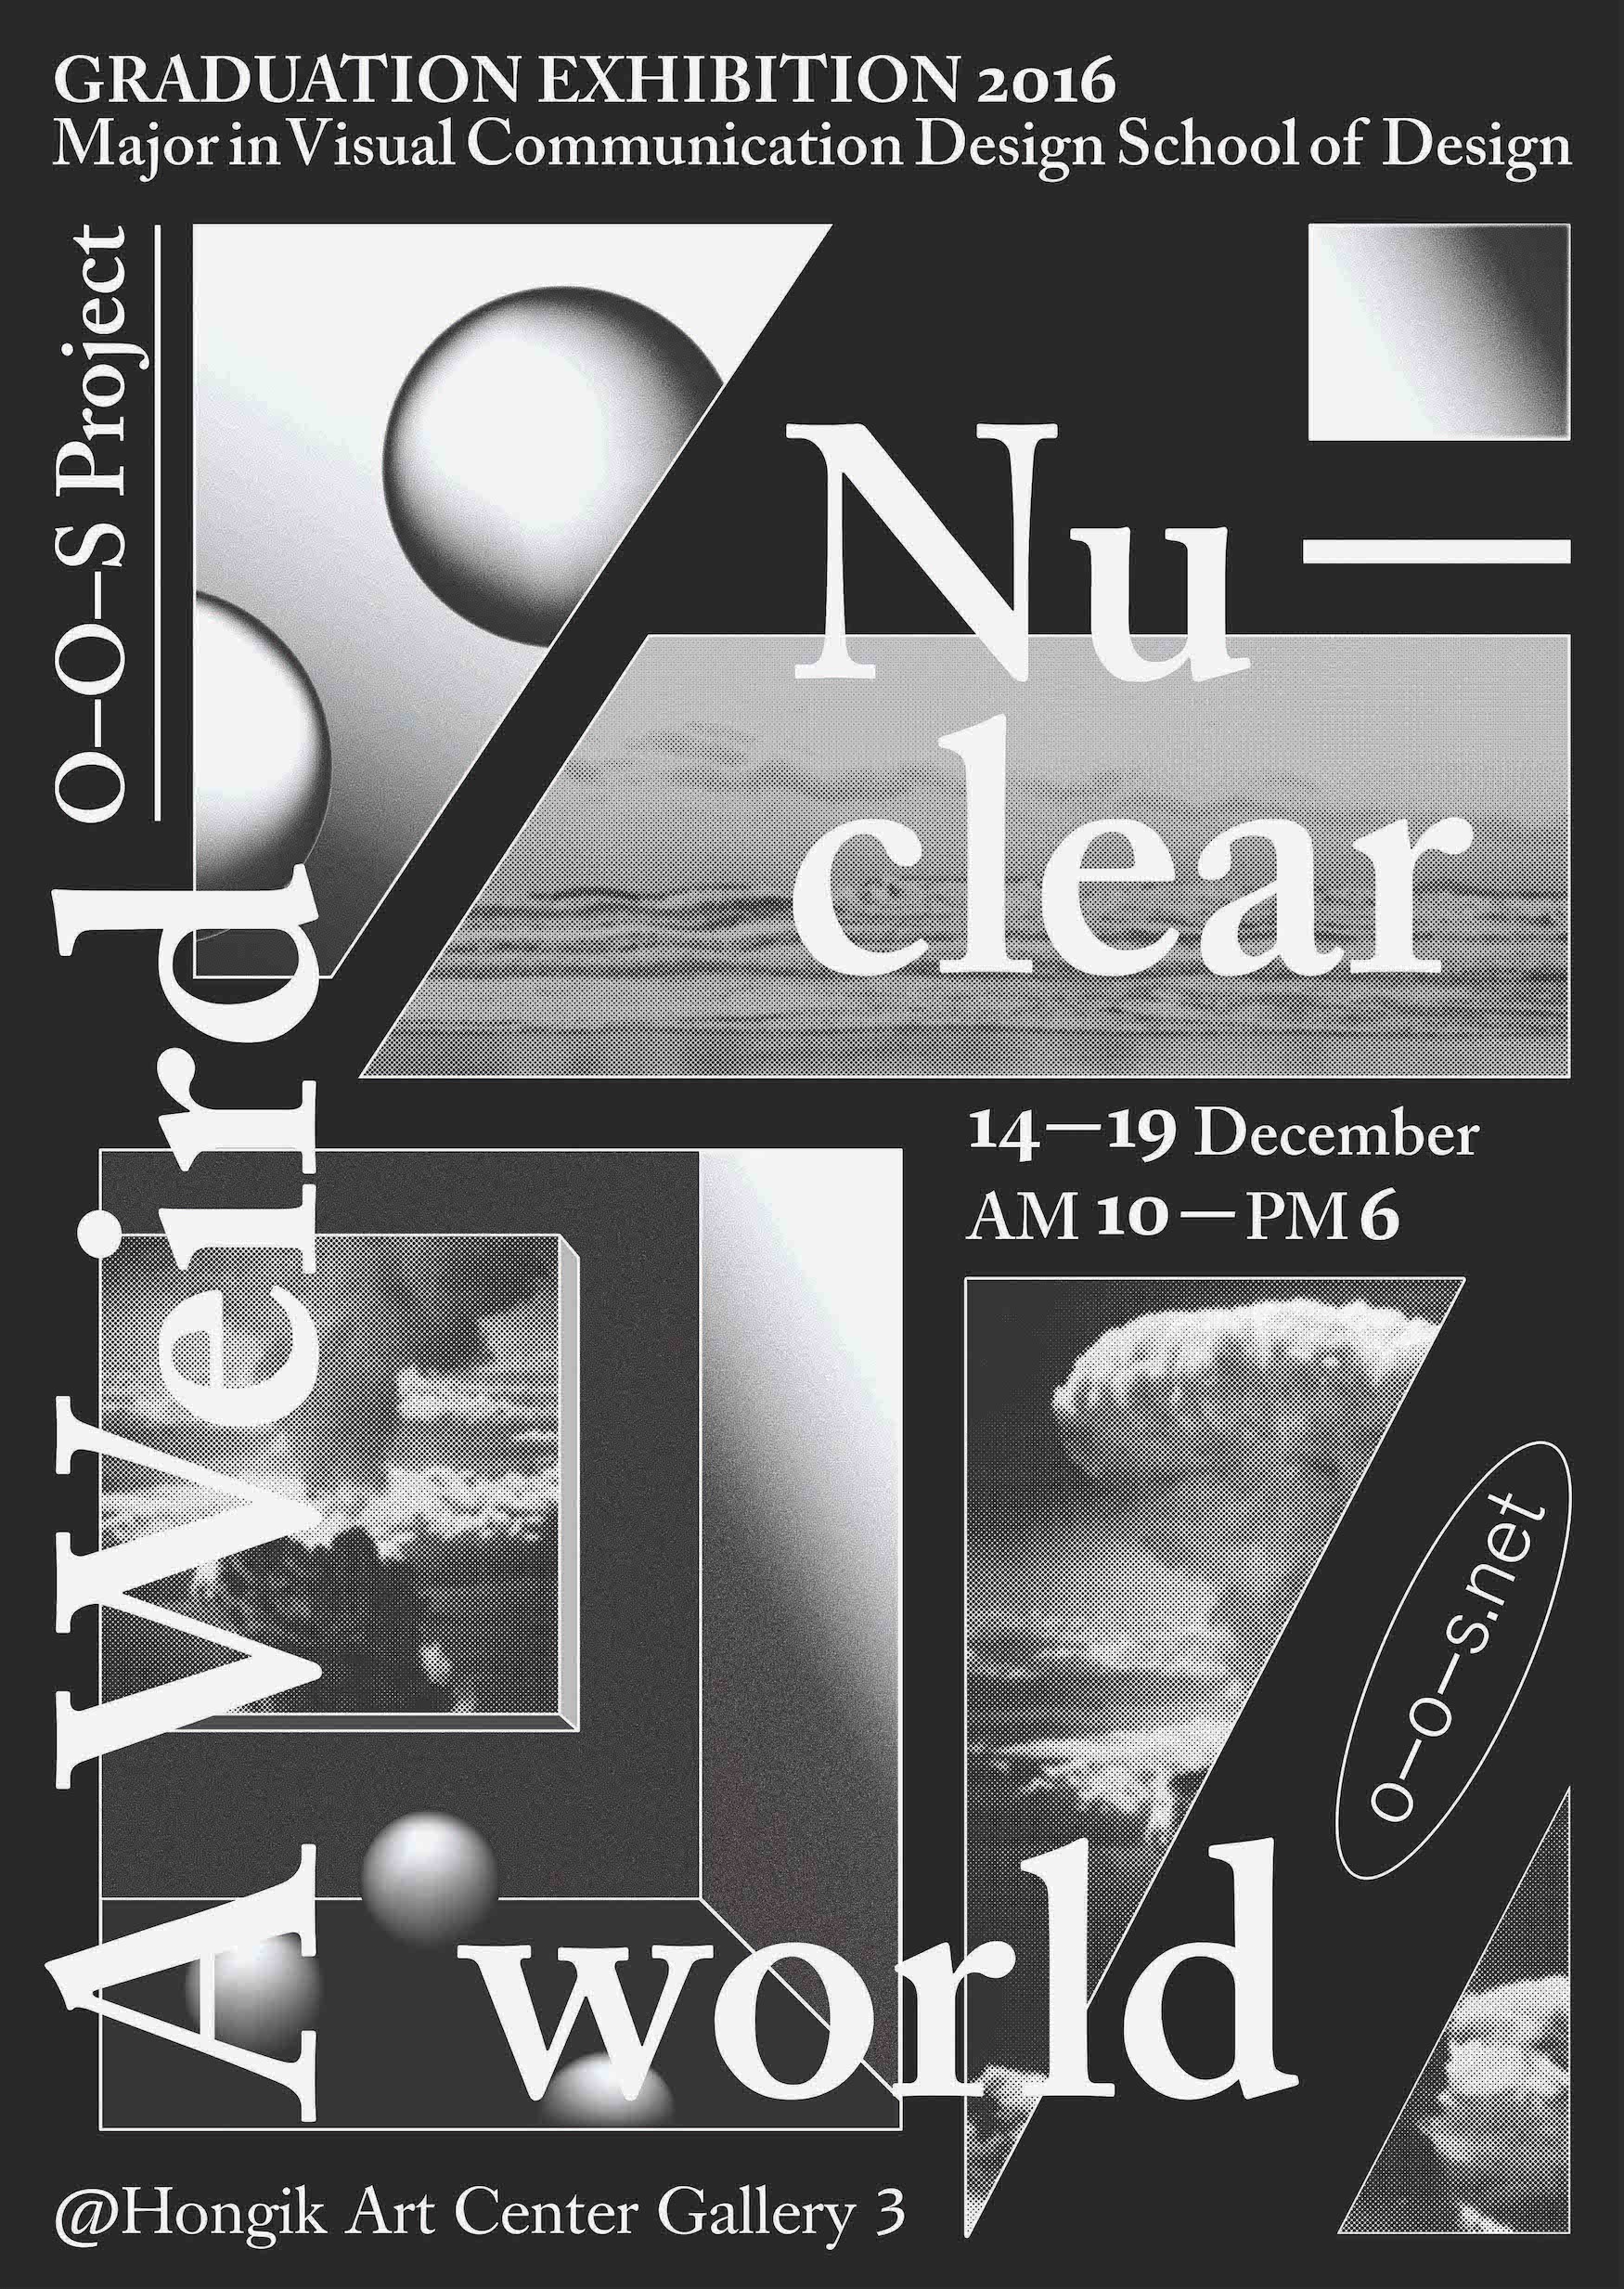 GRADUATION EXHIBITION 2016
Major in Visual Communication Design School of Design
O–O–S Project
A Weird
Nu—
clear
world
14—19 December
AM 10 — PM 6
o—o—s.net
@Hongik Art Center Gallery 3